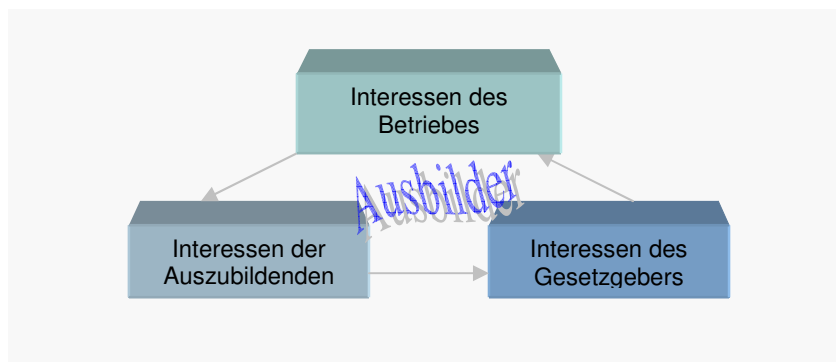 Interessen des
Betriebes
Ausbilder
Interessen der
Auszubildenden
Interessen des
Gesetzgebers